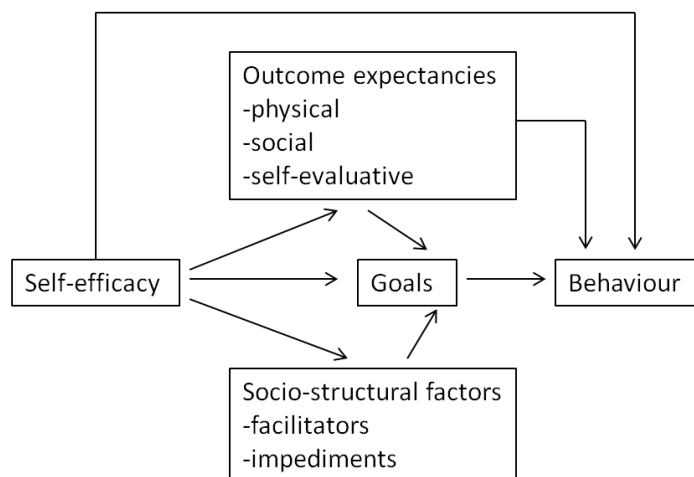 Outcome expectancies
-physical
-social
-self-evaluative
Self-efficacy
Goals
Behaviour
Socio-structural factors
-facilitators
-impediments